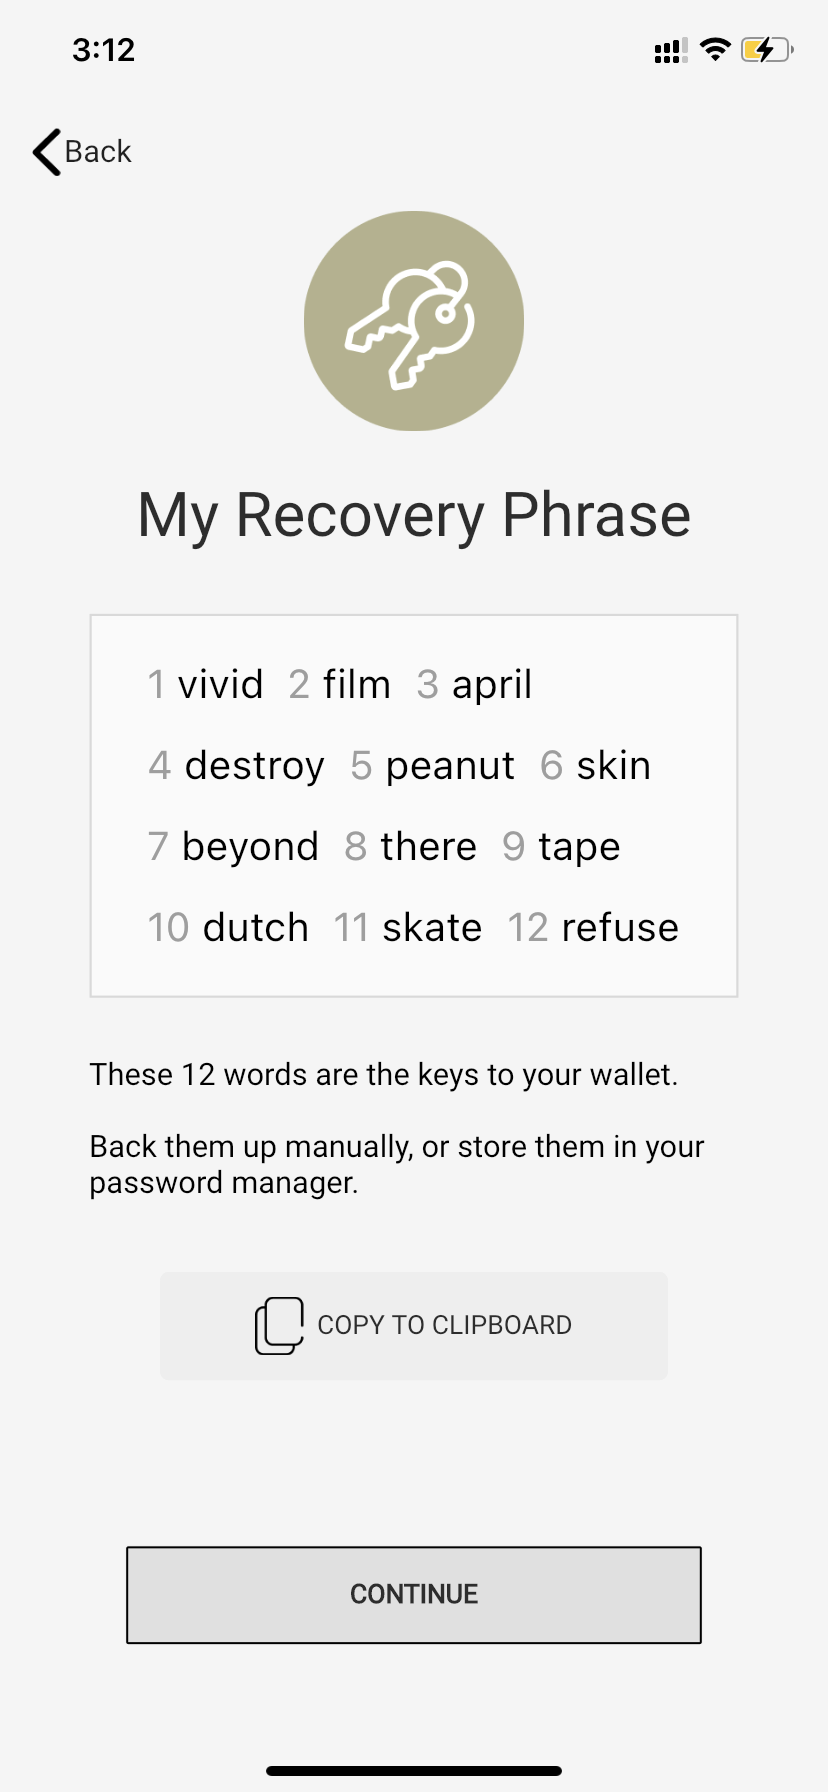 3:12
Back
My Recovery Phrase
1 vivid 2 film 3 april
4 destroy 5 peanut 6 skin
7 beyond 8 there 9 tape
10 dutch 11 skate 12 refuse
These 12 words are the keys to your wallet.
Back them up manually, or store them in your
password manager.
COPY TO CLIPBOARD
CONTINUE